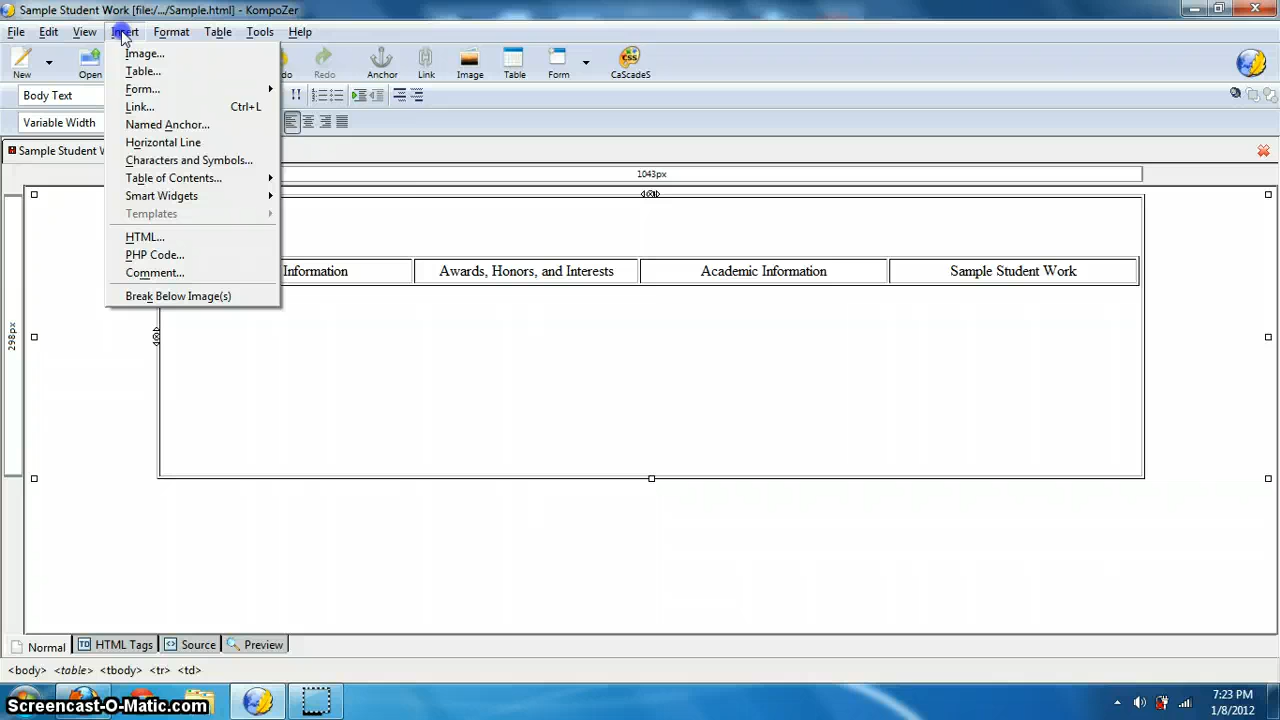 Sample Student Work [file:/.../Sample.html] - KompoZer
File Edit View Insert Format Table Tools Help
New Open Redo Anchor Link Image Table Form CaScadeS
Body Text
Variable Width
Image...
Table...
Form...
Link... Ctrl+L
Named Anchor...
Horizontal Line
Characters and Symbols...
Table of Contents...
Smart Widgets
Templates
HTML...
PHP Code...
Comment...
Break Below Image(s)
Sample Student W
1043px
298px
Information Awards, Honors, and Interests Academic Information Sample Student Work
Normal HTML Tags Source Preview
<body> <table> <tbody> <tr> <td>
Screencast-O-Matic.com
7:23 PM
1/8/2012